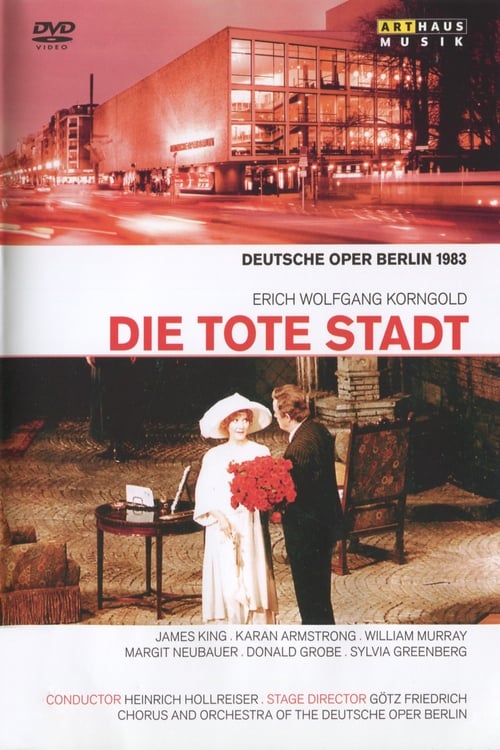 DVD
VIDEO
ARTHAUS
MUSIK
DEUTSCHE OPER BERLIN 1983
ERICH WOLFGANG KORNGOLD
DIE TOTE STADT
JAMES KING . KARAN ARMSTRONG . WILLIAM MURRAY
MARGIT NEUBAUER . DONALD GROBE . SYLVIA GREENBERG
CONDUCTOR HEINRICH HOLLREISER . STAGE DIRECTOR GÖTZ FRIEDRICH
CHORUS AND ORCHESTRA OF THE DEUTSCHE OPER BERLIN